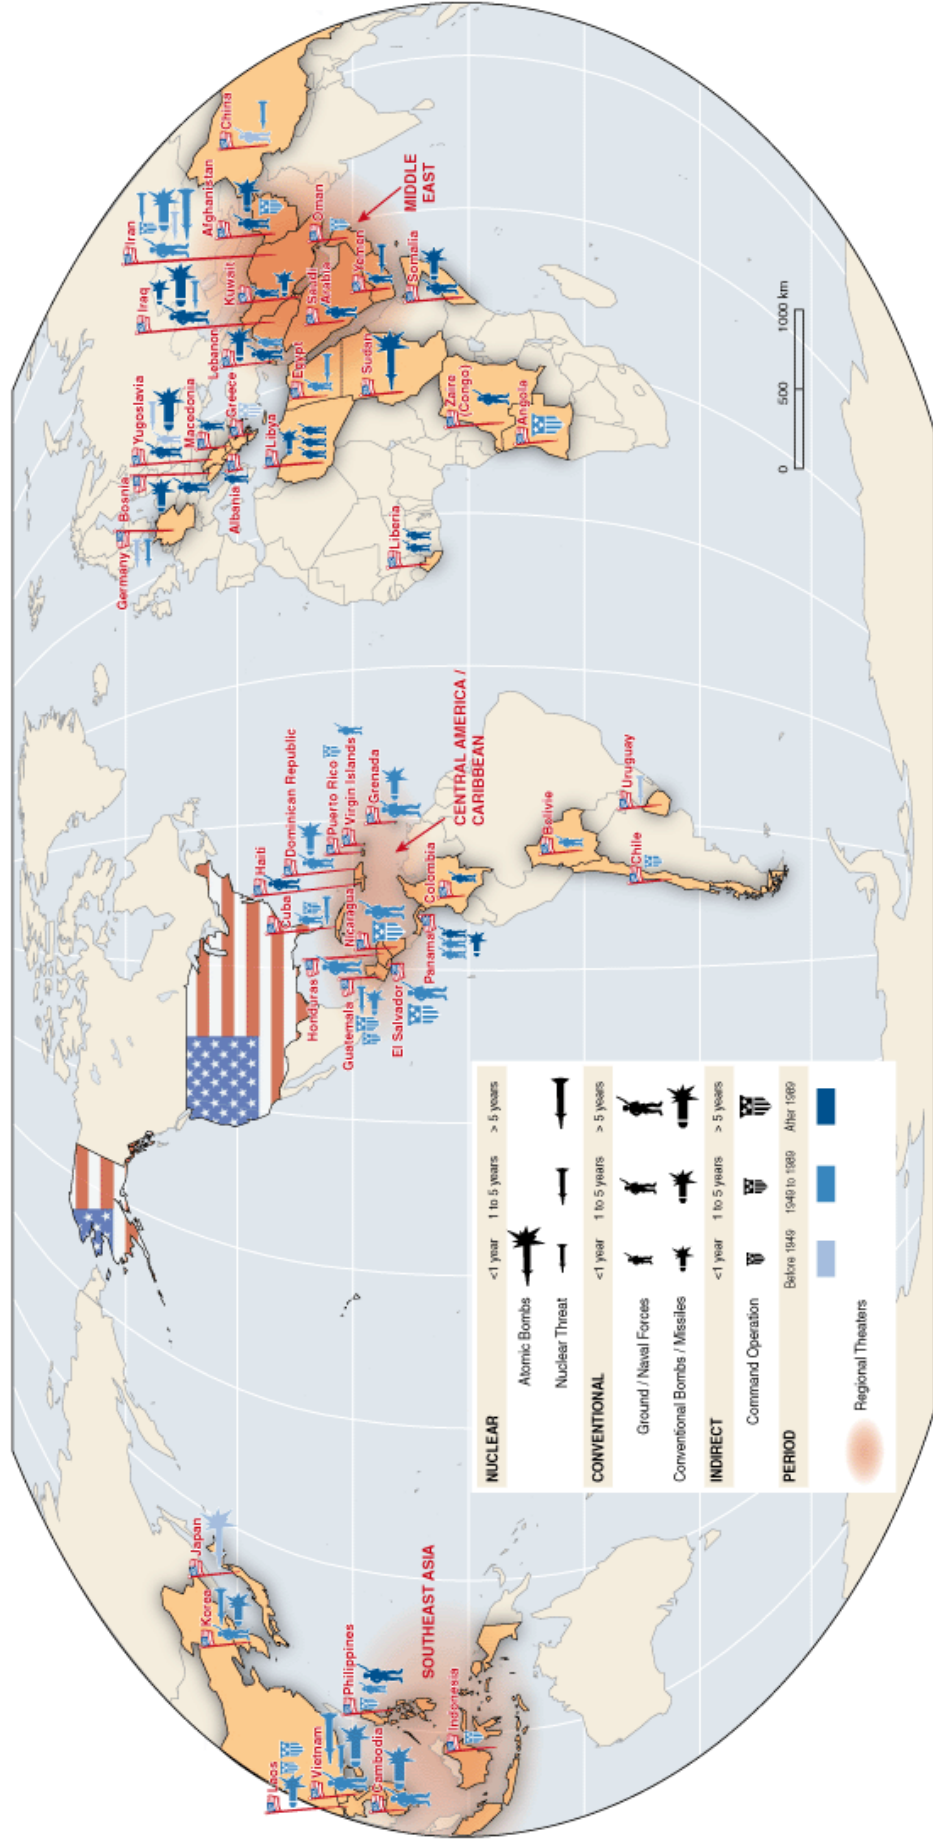 China
Iran
Afghanistan
Oman
MIDDLE
EAST
Iraq
Kuwait
Saudi
Arabia
Yemen
Somalia
Lebanon
Egypt
Sudan
Yugoslavia
Macedonia
Greece
Libya
Zaire
(Congo)
Angola
Bosnia
Albania
Germany
Liberia
0
500
1000 km
Dominican Republic
Puerto Rico
Virgin Islands
Grenada
CENTRAL AMERICA /
CARIBBEAN
Haiti
Cuba
Nicaragua
Colombia
Honduras
Guatemala
El Salvador
Panama
Bolivie
Uruguay
Chile
Japan
Korea
Philippines
SOUTHEAST ASIA
Indonesia
Laos
Vietnam
Cambodia
NUCLEAR <1 year 1 to 5 years > 5 years
Atomic Bombs
Nuclear Threat
CONVENTIONAL <1 year 1 to 5 years > 5 years
Ground / Naval Forces
Conventional Bombs / Missiles
INDIRECT <1 year 1 to 5 years > 5 years
Command Operation
PERIOD Before 1949 1949 to 1989 After 1989
Regional Theaters